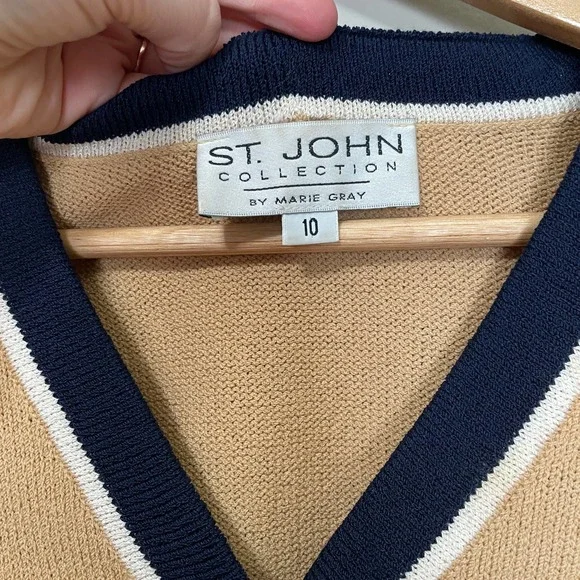 ST. JOHN
COLLECTION
BY MARIE GRAY
10